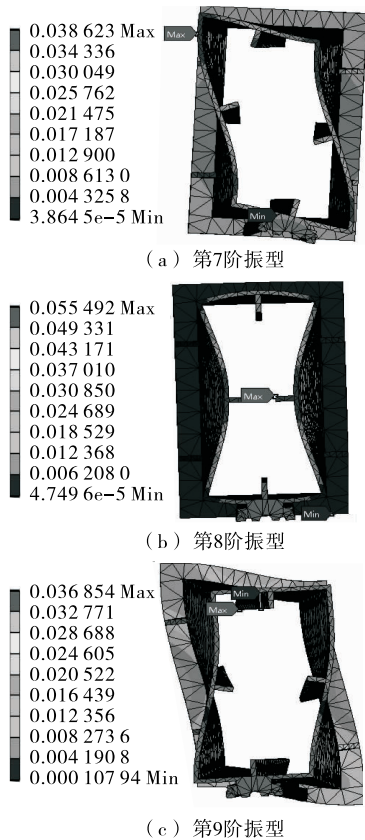 0.038 623 Max
0.034 336
0.030 049
0.025 762
0.021 475
0.017 187
0.012 900
0.008 613 0
0.004 325 8
3.864 5e-5 Min
Max
Min
(a) 第7阶振型
0.055 492 Max
0.049 331
0.043 171
0.037 010
0.030 850
0.024 689
0.018 529
0.012 368
0.006 208 0
4.749 6e-5 Min
Max
Min
(b) 第8阶振型
0.036 854 Max
0.032 771
0.028 688
0.024 605
0.020 522
0.016 439
0.012 356
0.008 273 6
0.004 190 8
0.000 107 94 Min
Min
Max
(c) 第9阶振型